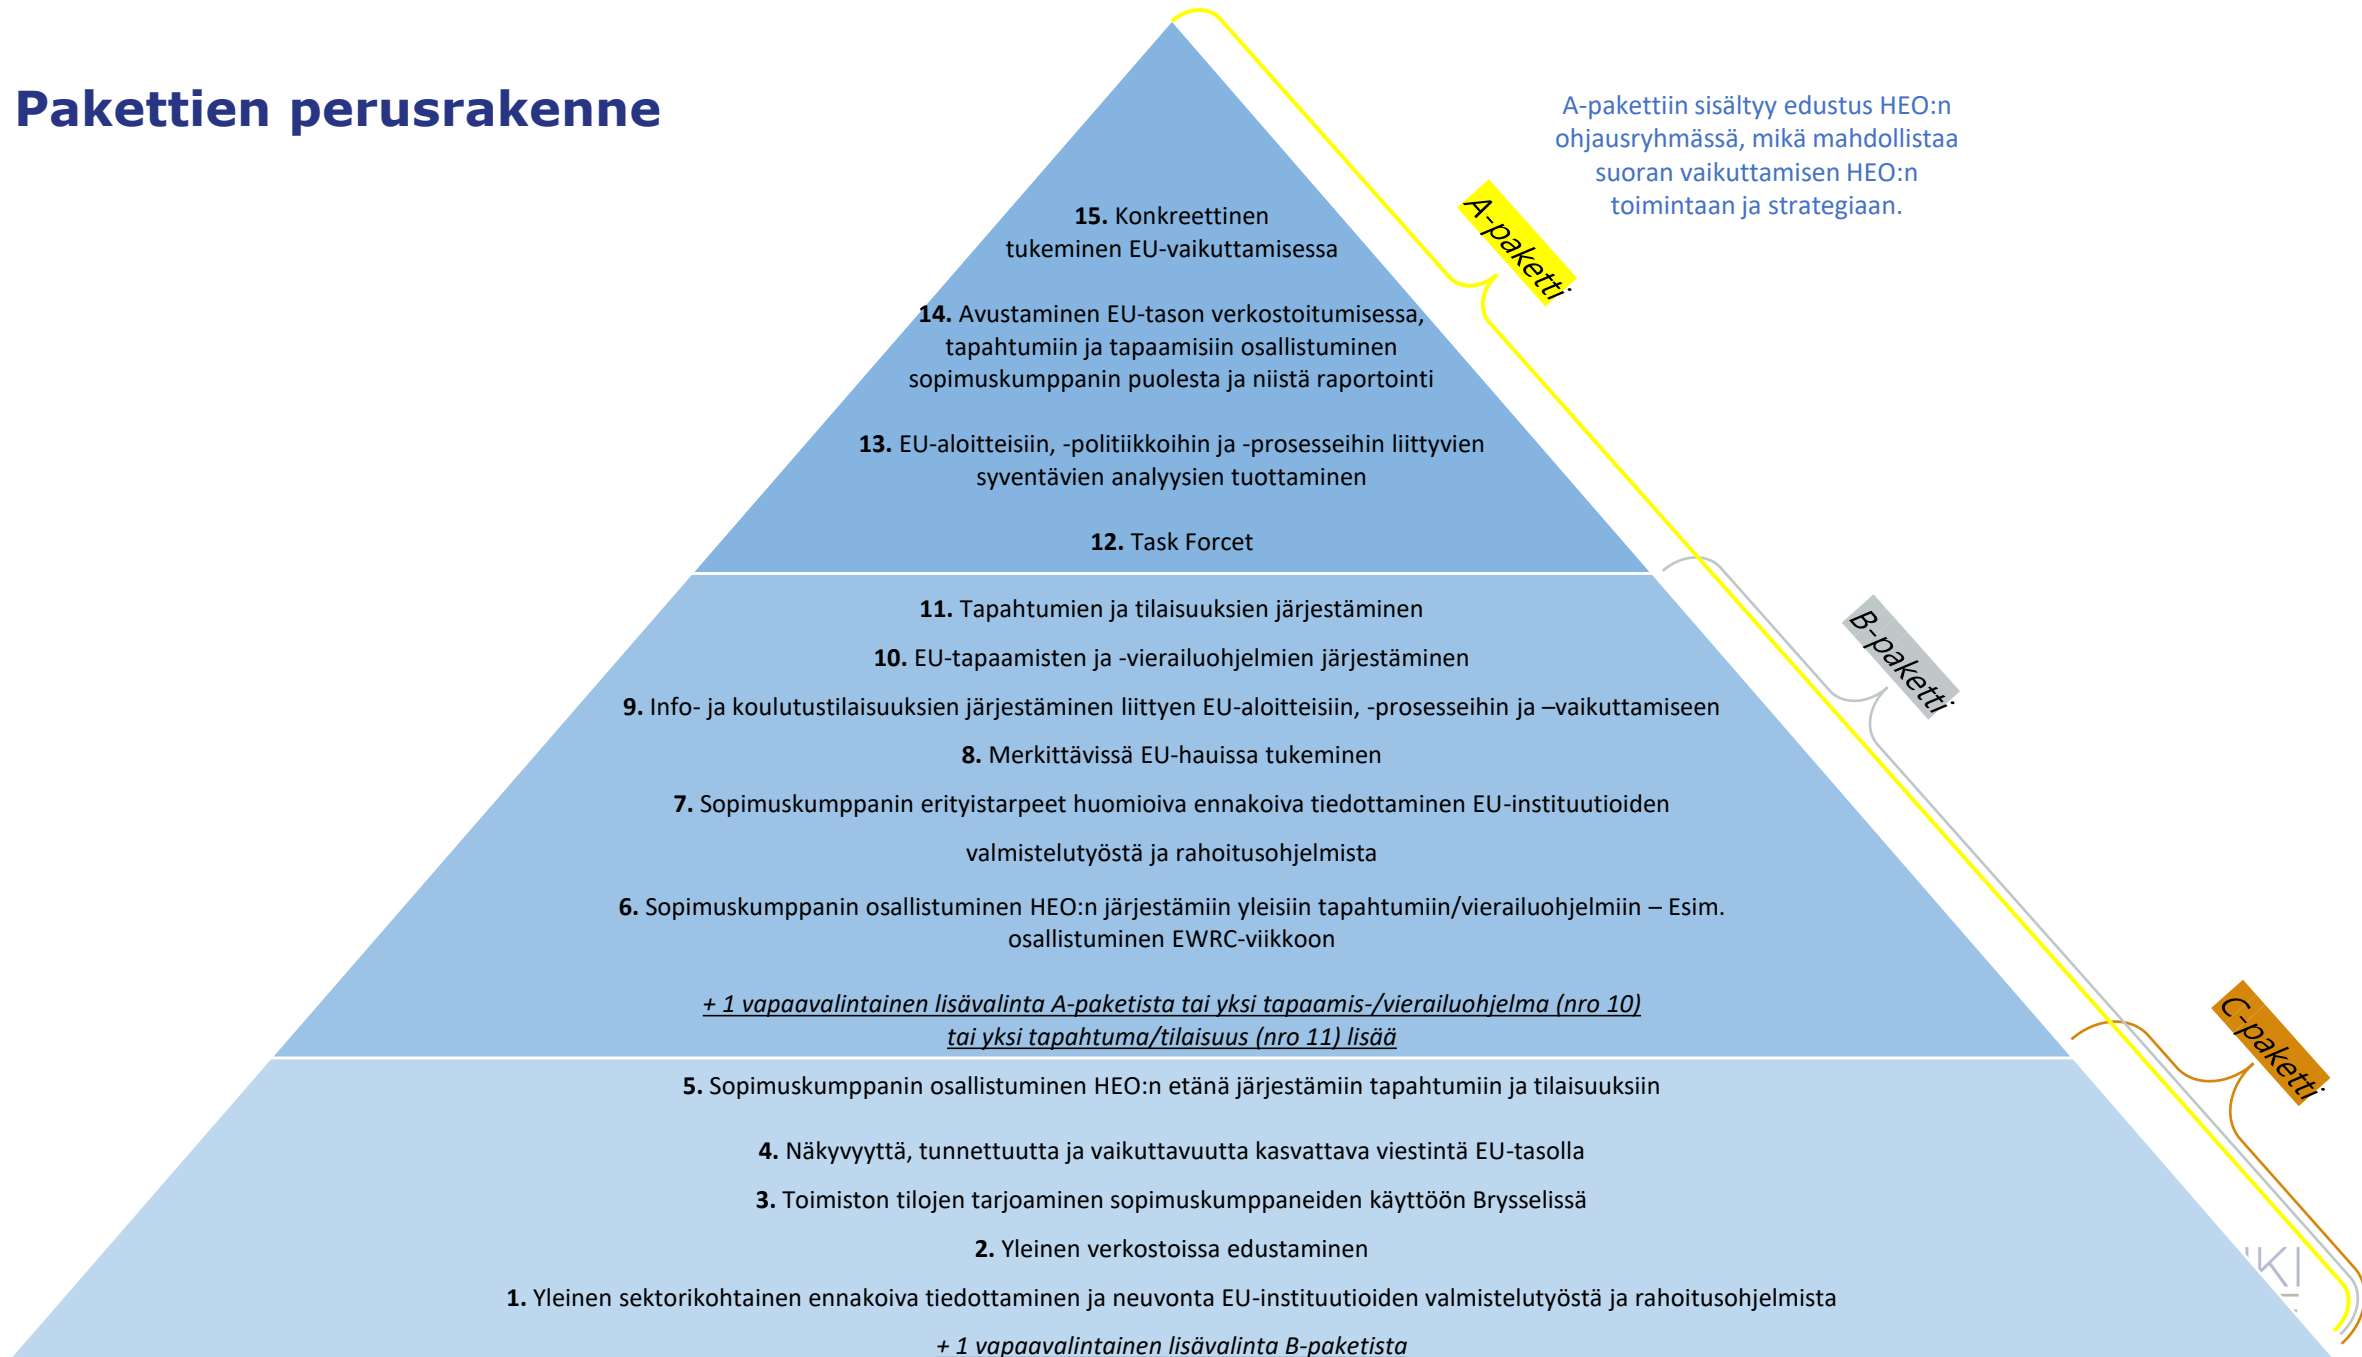 Pakettien perusrakenne
A-pakettiin sisältyy edustus HEO:n
ohjausryhmässä, mikä mahdollistaa
suoran vaikuttamisen HEO:n
toimintaan ja strategiaan.
15. Konkreettinen
tukeminen EU-vaikuttamisessa
A-paketti
14. Avustaminen EU-tason verkostoitumisessa,
tapahtumiin ja tapaamisiin osallistuminen
sopimuskumppanin puolesta ja niistä raportointi
13. EU-aloitteisiin, -politiikkoihin ja -prosesseihin liittyvien
syventävien analyysien tuottaminen
12. Task Forcet
11. Tapahtumien ja tilaisuuksien järjestäminen
10. EU-tapaamisten ja -vierailuohjelmien järjestäminen
B-paketti
9. Info- ja koulutustilaisuuksien järjestäminen liittyen EU-aloitteisiin, -prosesseihin ja –vaikuttamiseen
8. Merkittävissä EU-hauissa tukeminen
7. Sopimuskumppanin erityistarpeet huomioiva ennakoiva tiedottaminen EU-instituutioiden
valmistelutyöstä ja rahoitusohjelmista
6. Sopimuskumppanin osallistuminen HEO:n järjestämiin yleisiin tapahtumiin/vierailuohjelmiin – Esim.
osallistuminen EWRC-viikkoon
+ 1 vapaavalintainen lisävalinta A-paketista tai yksi tapaamis-/vierailuohjelma (nro 10)
tai yksi tapahtuma/tilaisuus (nro 11) lisää
C-paketti
5. Sopimuskumppanin osallistuminen HEO:n etänä järjestämiin tapahtumiin ja tilaisuuksiin
4. Näkyvyyttä, tunnettuutta ja vaikuttavuutta kasvattava viestintä EU-tasolla
3. Toimiston tilojen tarjoaminen sopimuskumppaneiden käyttöön Brysselissä
2. Yleinen verkostoissa edustaminen
1. Yleinen sektorikohtainen ennakoiva tiedottaminen ja neuvonta EU-instituutioiden valmistelutyöstä ja rahoitusohjelmista
+ 1 vapaavalintainen lisävalinta B-paketista